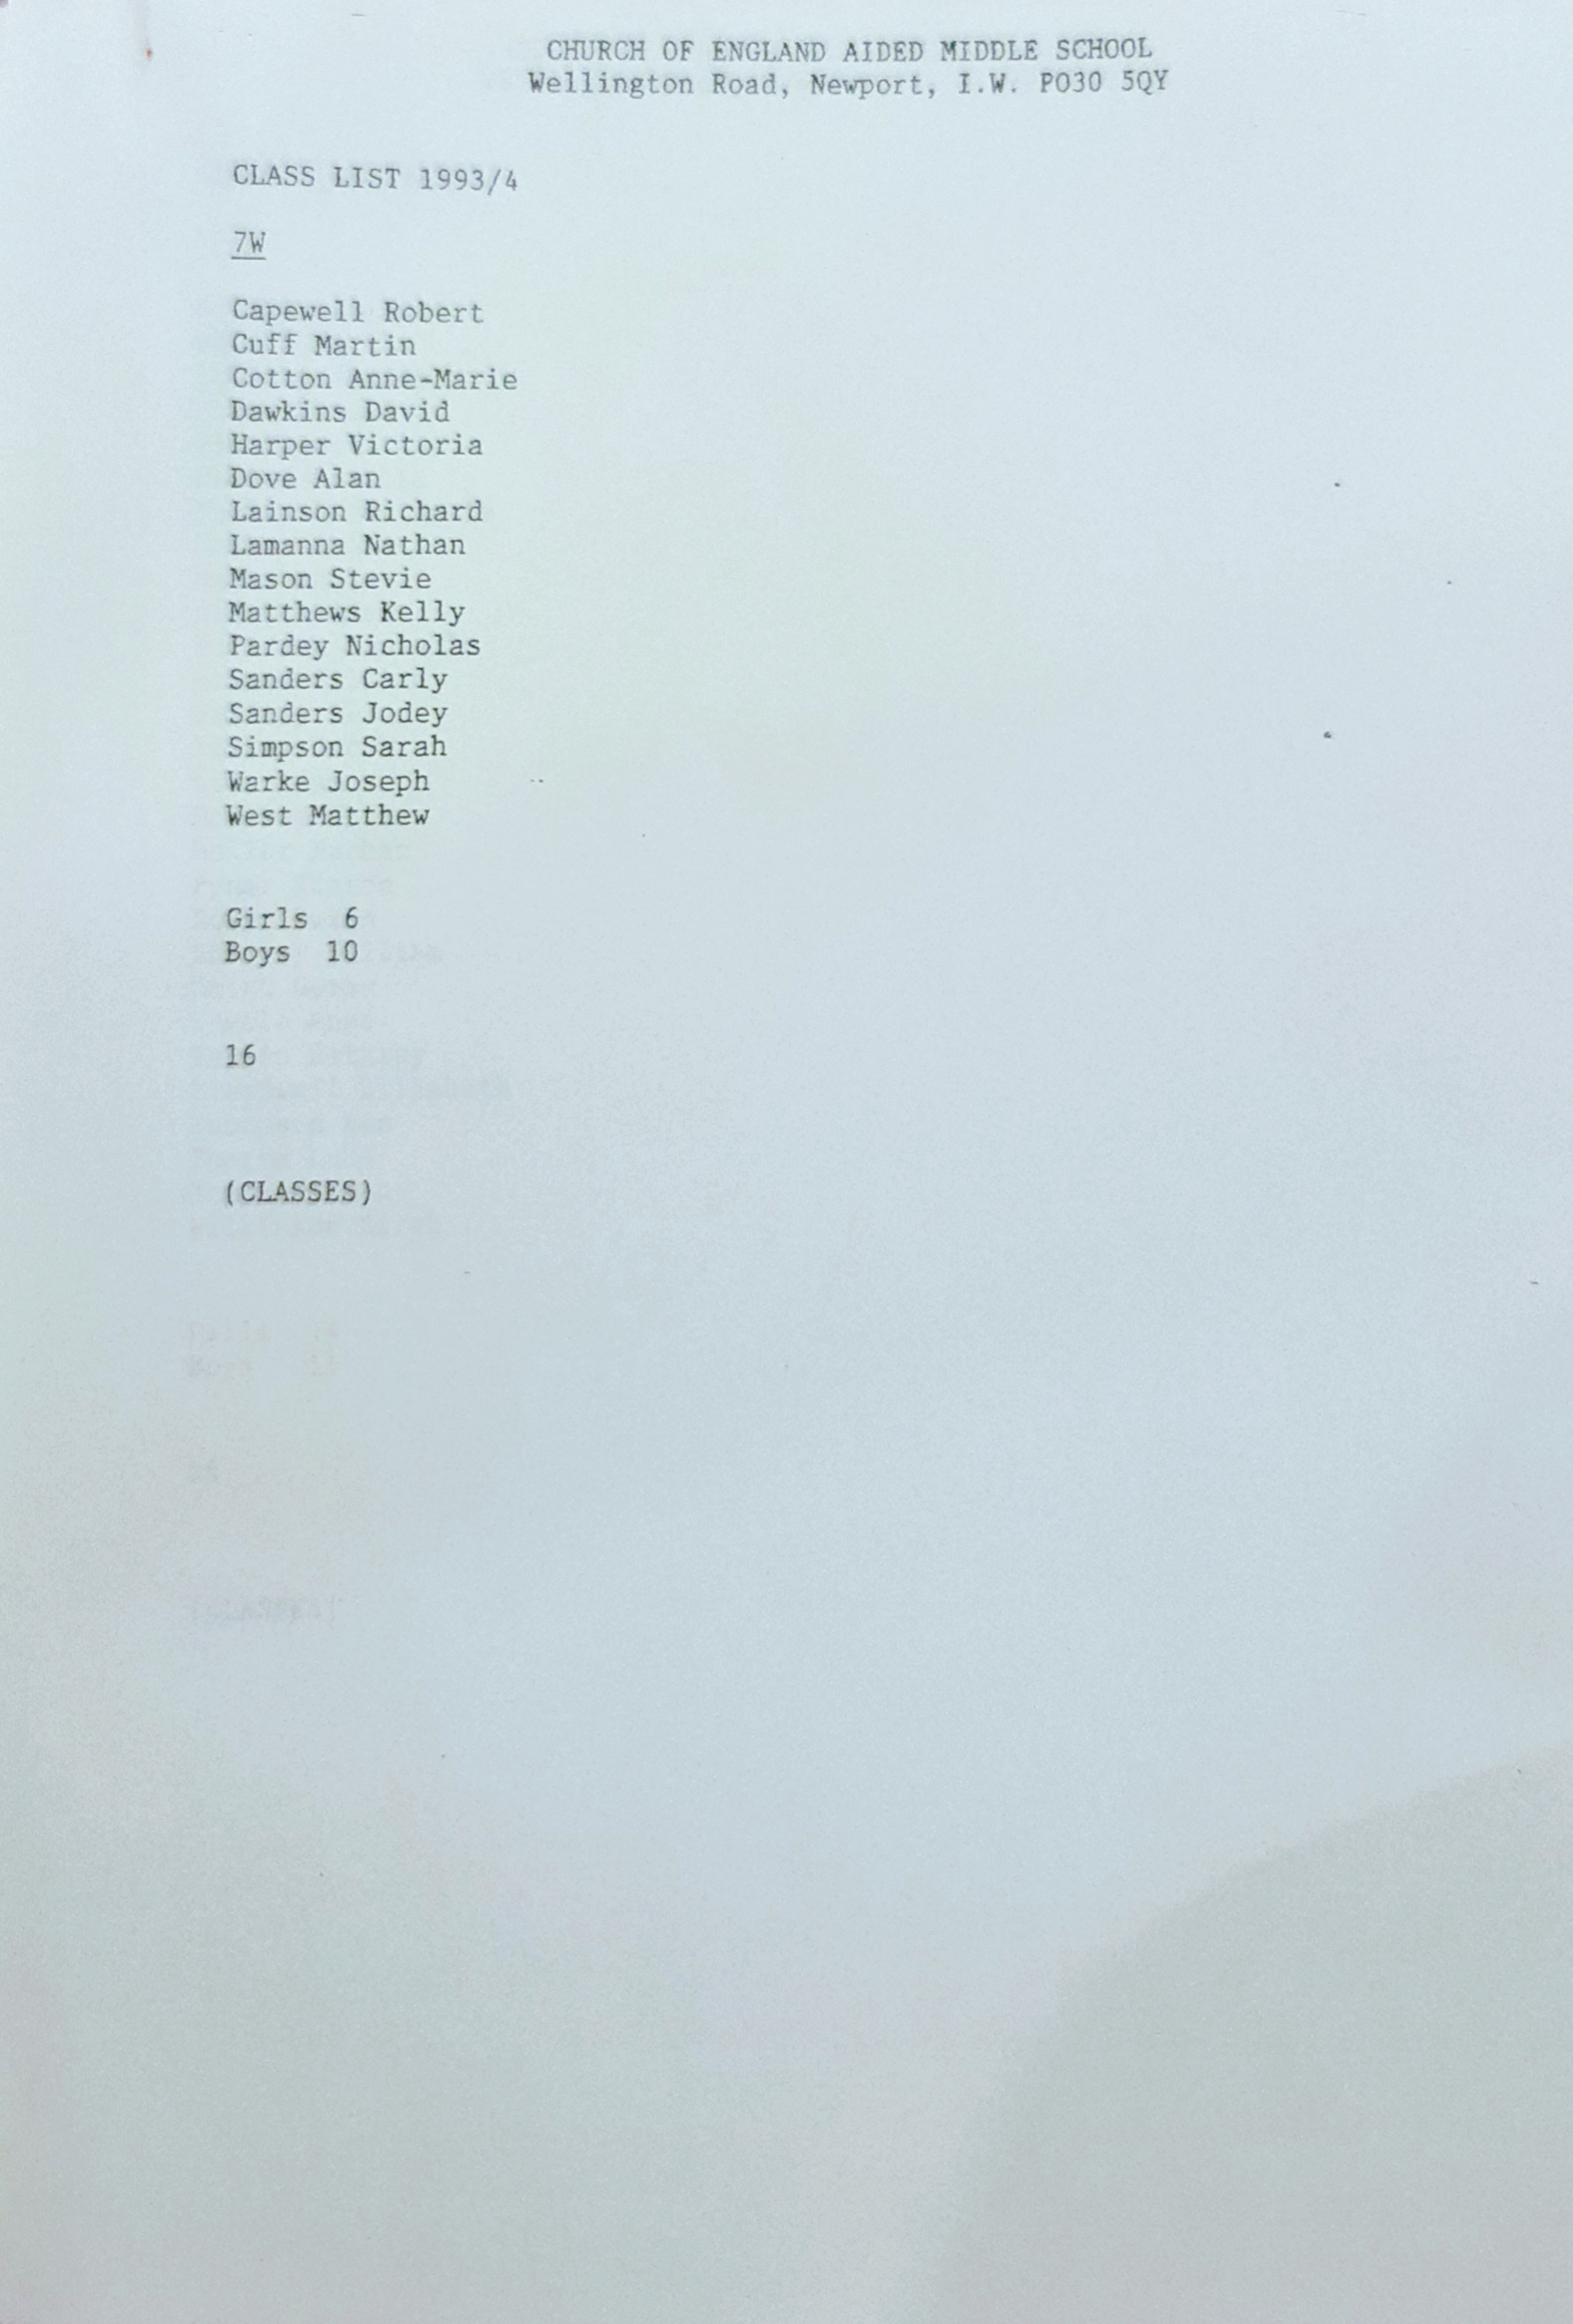 CHURCH OF ENGLAND AIDED MIDDLE SCHOOL
Wellington Road, Newport, I.W. PO30 5QY
CLASS LIST 1993/4
7W
Capewell Robert
Cuff Martin
Cotton Anne-Marie
Dawkins David
Harper Victoria
Dove Alan
Lainson Richard
Lamanna Nathan
Mason Stevie
Matthews Kelly
Pardey Nicholas
Sanders Carly
Sanders Jodey
Simpson Sarah
Warke Joseph
West Matthew
Girls 6
Boys 10
16
(CLASSES)